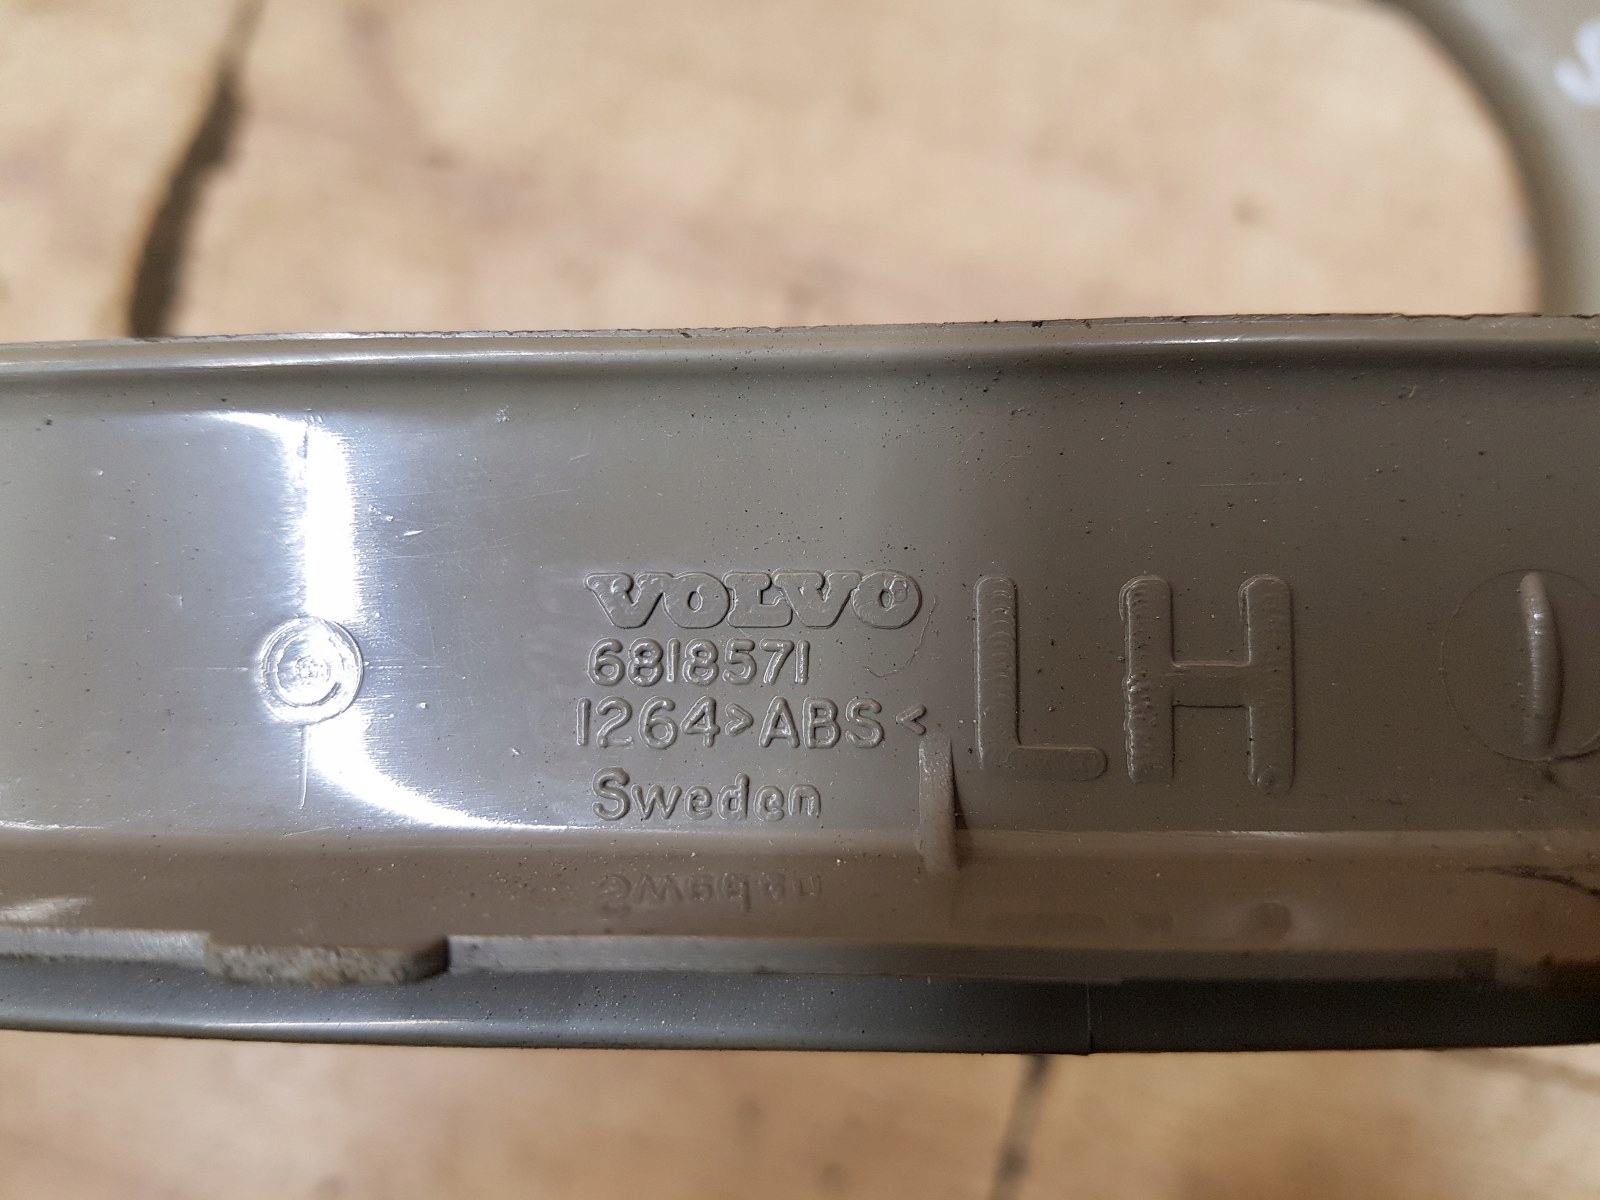 VOLVO
6818571
1264>ABS<
Sweden
LH